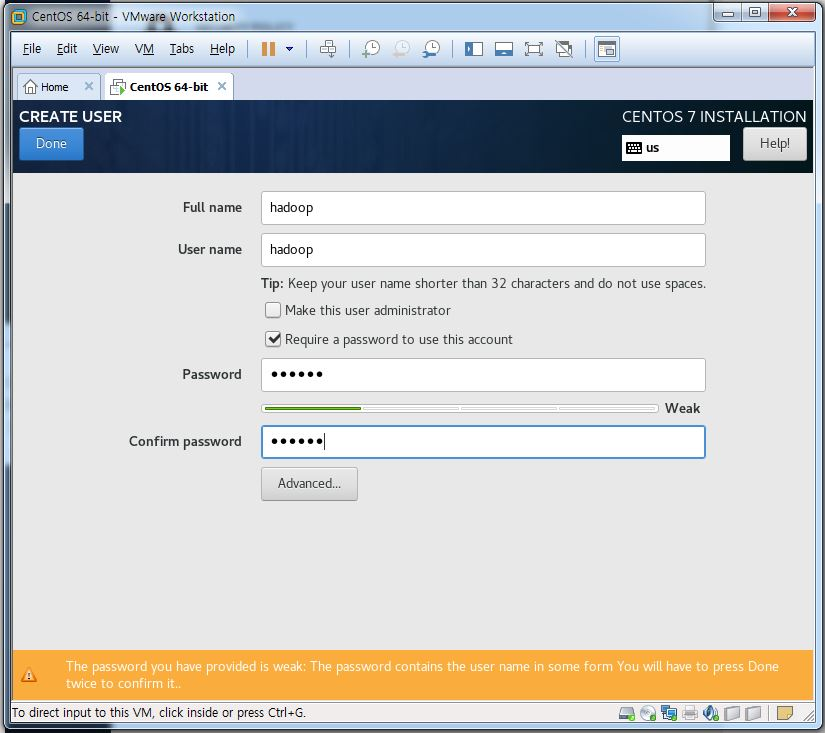 CentOS 64-bit - VMware Workstation
File Edit View VM Tabs Help
Home CentOS 64-bit
CREATE USER CENTOS 7 INSTALLATION
Done us Help!
Full name hadoop
User name hadoop
Tip: Keep your user name shorter than 32 characters and do not use spaces.
Make this user administrator
Require a password to use this account
Password ●●●●●●
Weak
Confirm password ●●●●●●
Advanced...
The password you have provided is weak: The password contains the user name in some form You will have to press Done
twice to confirm it..
To direct input to this VM, click inside or press Ctrl+G.